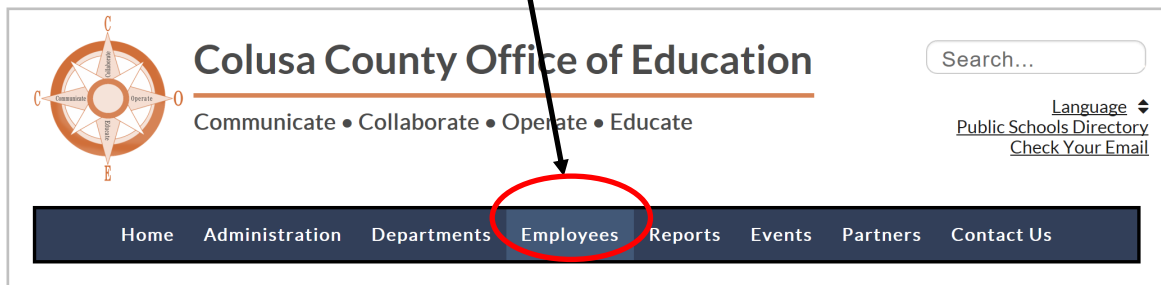 C
Colusa County Office of Education
Search...
Collaborate
C Communicate Operate O
Educate
E
Communicate • Collaborate • Operate • Educate
Language
Public Schools Directory
Check Your Email
Home Administration Departments Employees Reports Events Partners Contact Us